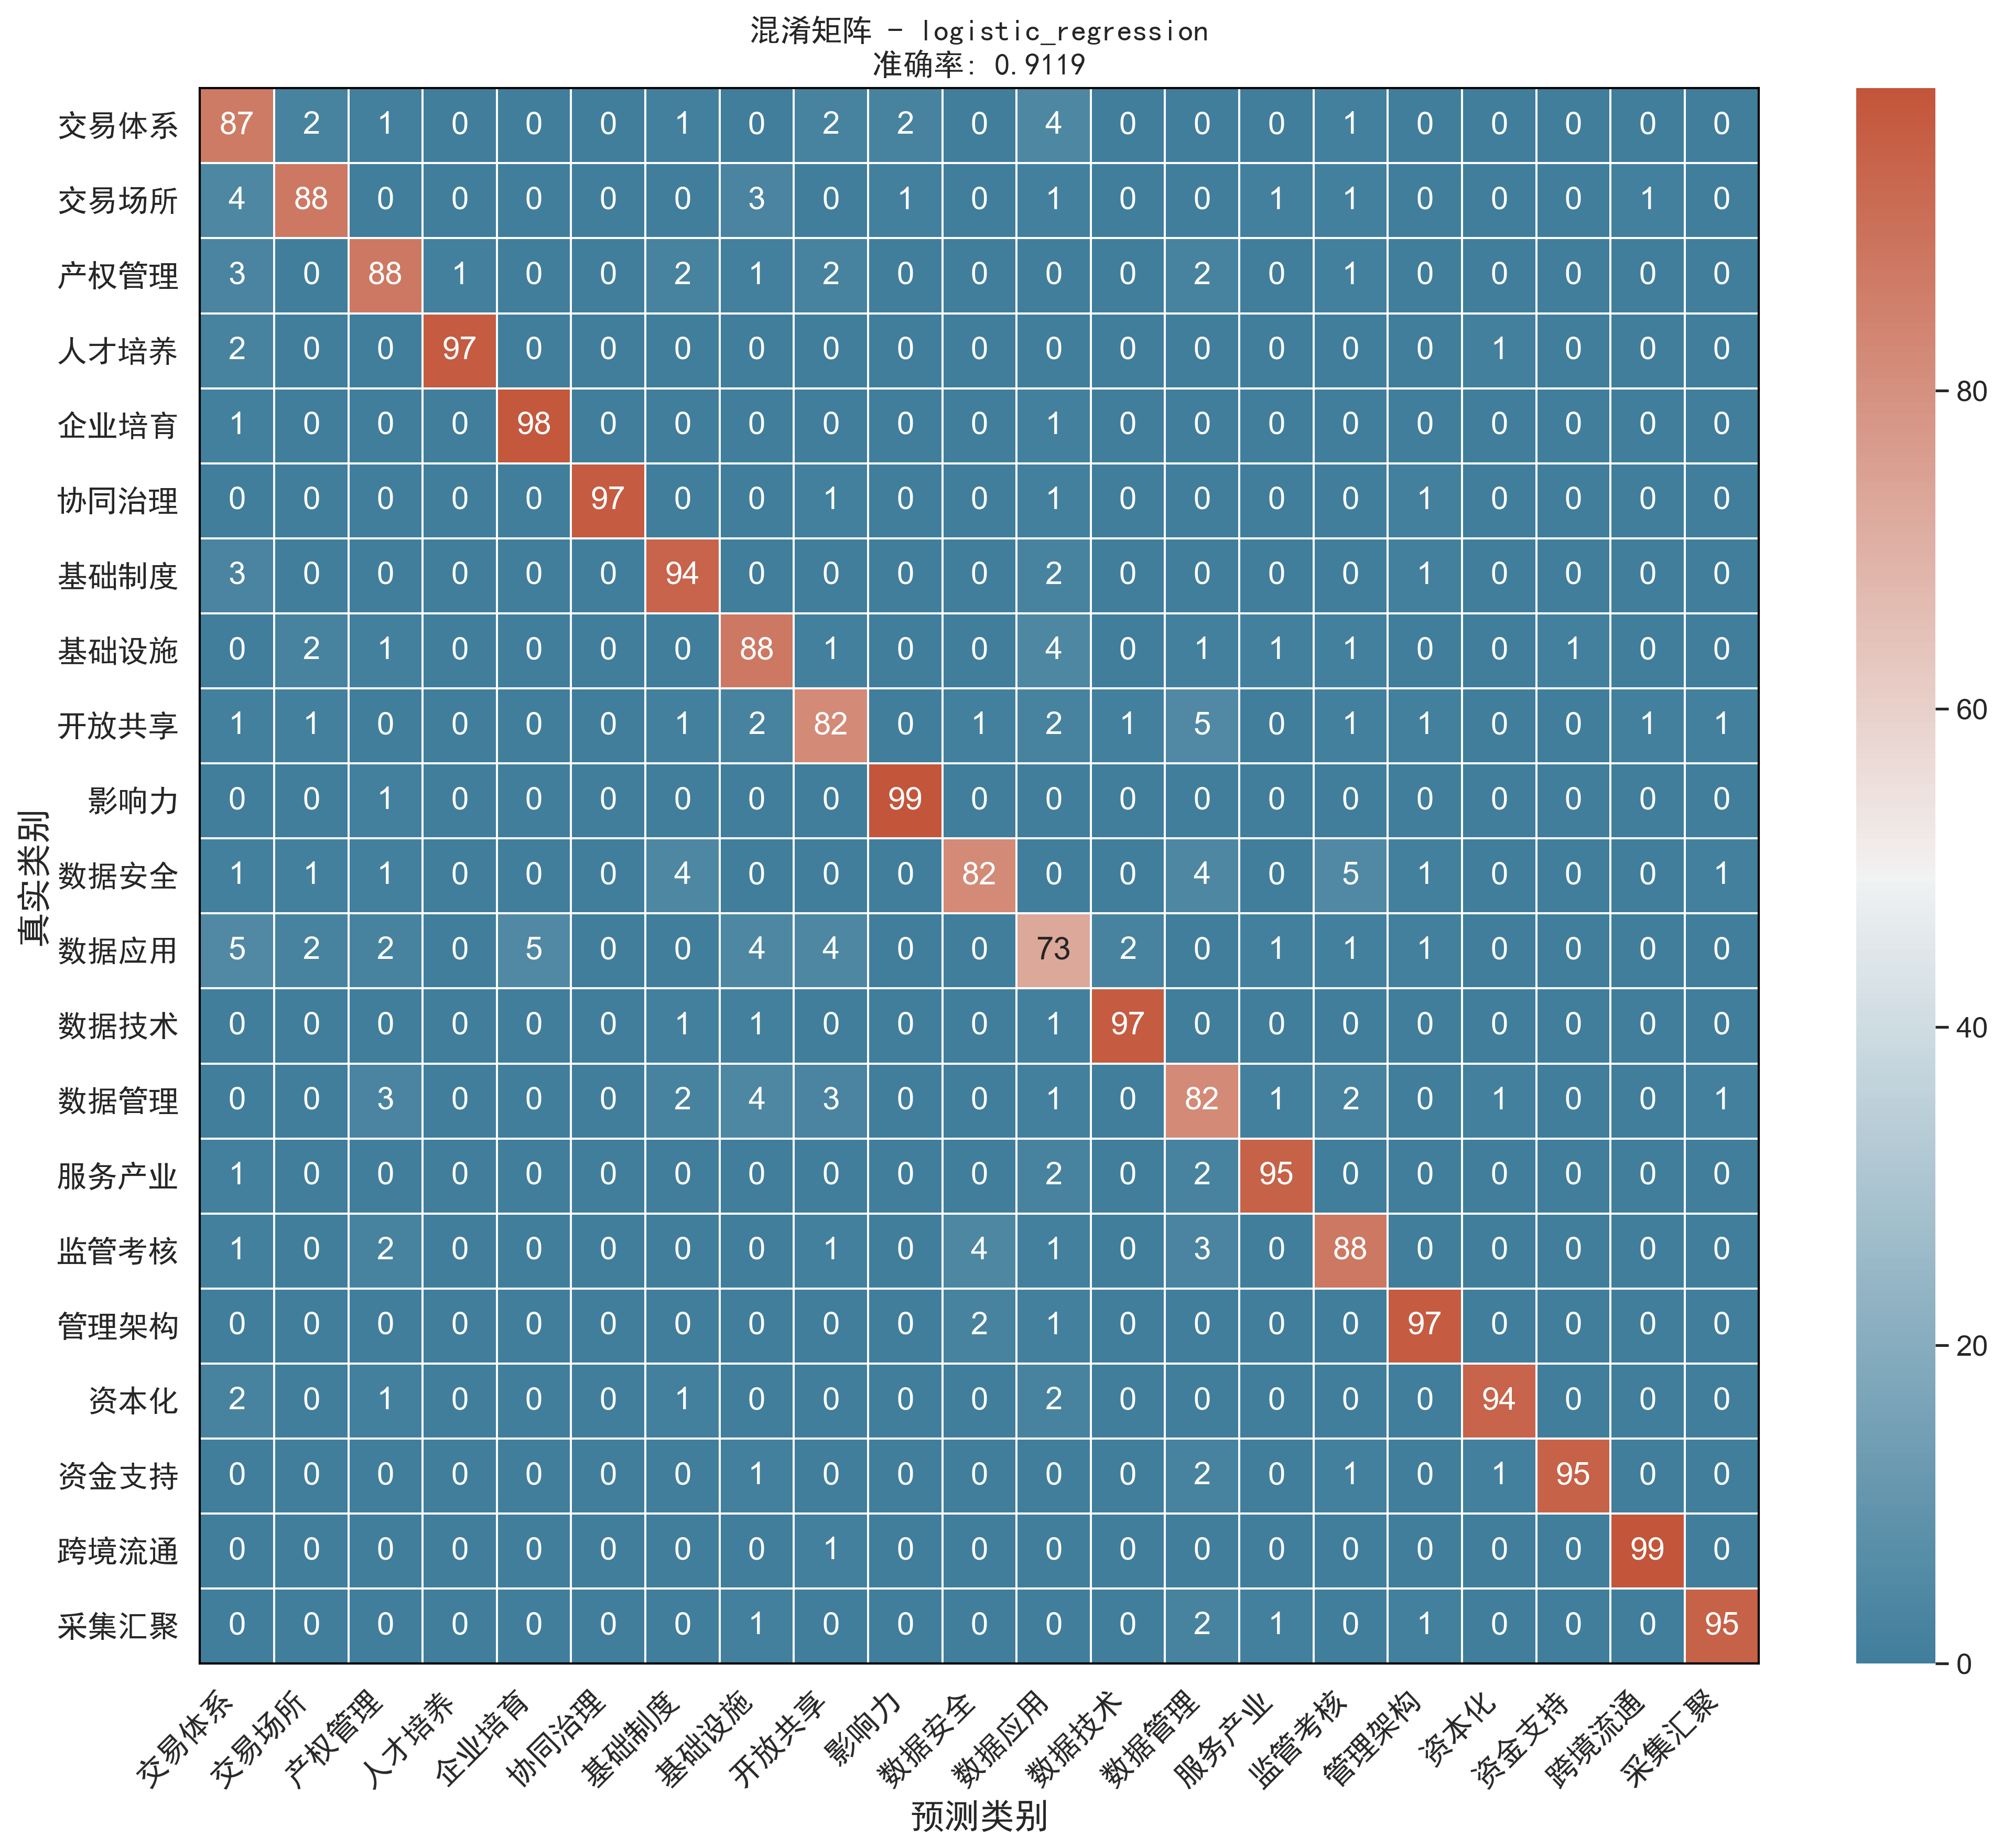 混淆矩阵 - logistic_regression
准确率: 0.9119
交易体系 87 2 1 0 0 0 1 0 2 2 0 4 0 0 0 1 0 0 0 0 0
交易场所 4 88 0 0 0 0 0 3 0 1 0 1 0 0 1 1 0 0 0 1 0
产权管理 3 0 88 1 0 0 2 1 2 0 0 0 0 2 0 1 0 0 0 0 0
人才培养 2 0 0 97 0 0 0 0 0 0 0 0 0 0 0 0 0 1 0 0 0
企业培育 1 0 0 0 98 0 0 0 0 0 0 1 0 0 0 0 0 0 0 0 0
协同治理 0 0 0 0 0 97 0 0 1 0 0 1 0 0 0 0 1 0 0 0 0
基础制度 3 0 0 0 0 0 94 0 0 0 0 2 0 0 0 0 1 0 0 0 0
基础设施 0 2 1 0 0 0 0 88 1 0 0 4 0 1 1 1 0 0 1 0 0
开放共享 1 1 0 0 0 0 1 2 82 0 1 2 1 5 0 1 1 0 0 1 1
影响力 0 0 1 0 0 0 0 0 0 99 0 0 0 0 0 0 0 0 0 0 0
数据安全 1 1 1 0 0 0 4 0 0 0 82 0 0 4 0 5 1 0 0 0 1
数据应用 5 2 2 0 5 0 0 4 4 0 0 73 2 0 1 1 1 0 0 0 0
数据技术 0 0 0 0 0 0 1 1 0 0 0 1 97 0 0 0 0 0 0 0 0
数据管理 0 0 3 0 0 0 2 4 3 0 0 1 0 82 1 2 0 1 0 0 1
服务产业 1 0 0 0 0 0 0 0 0 0 0 2 0 2 95 0 0 0 0 0 0
监管考核 1 0 2 0 0 0 0 0 1 0 4 1 0 3 0 88 0 0 0 0 0
管理架构 0 0 0 0 0 0 0 0 0 0 2 1 0 0 0 0 97 0 0 0 0
资本化 2 0 1 0 0 0 1 0 0 0 0 2 0 0 0 0 0 94 0 0 0
资金支持 0 0 0 0 0 0 0 1 0 0 0 0 0 2 0 1 0 1 95 0 0
跨境流通 0 0 0 0 0 0 0 0 1 0 0 0 0 0 0 0 0 0 0 99 0
采集汇聚 0 0 0 0 0 0 0 1 0 0 0 0 0 2 1 0 1 0 0 0 95
真实类别
交易体系 交易场所 产权管理 人才培养 企业培育 协同治理 基础制度 基础设施 开放共享 影响力 数据安全 数据应用 数据技术 数据管理 服务产业 监管考核 管理架构 资本化 资金支持 跨境流通 采集汇聚
预测类别
80
60
40
20
0